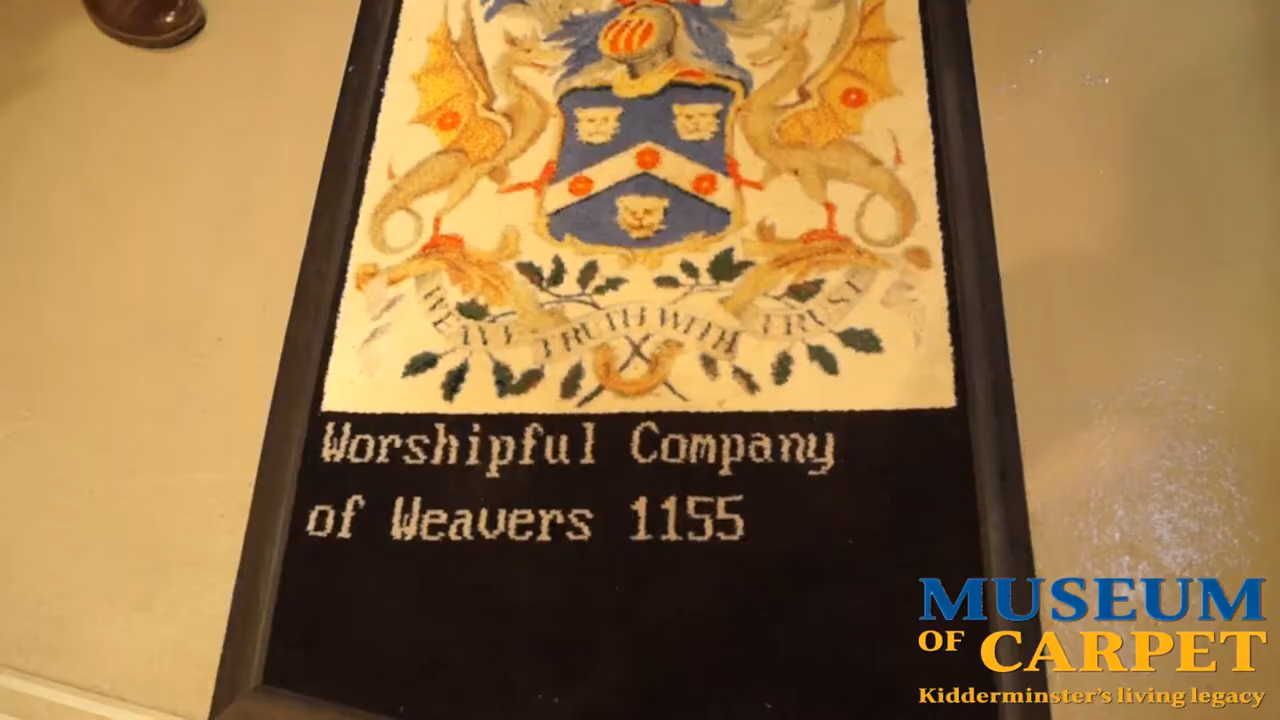 WEAVE TRUTH WITH TRUST
Worshipful Company
of Weavers 1155
MUSEUM
OF CARPET
Kidderminster's living legacy